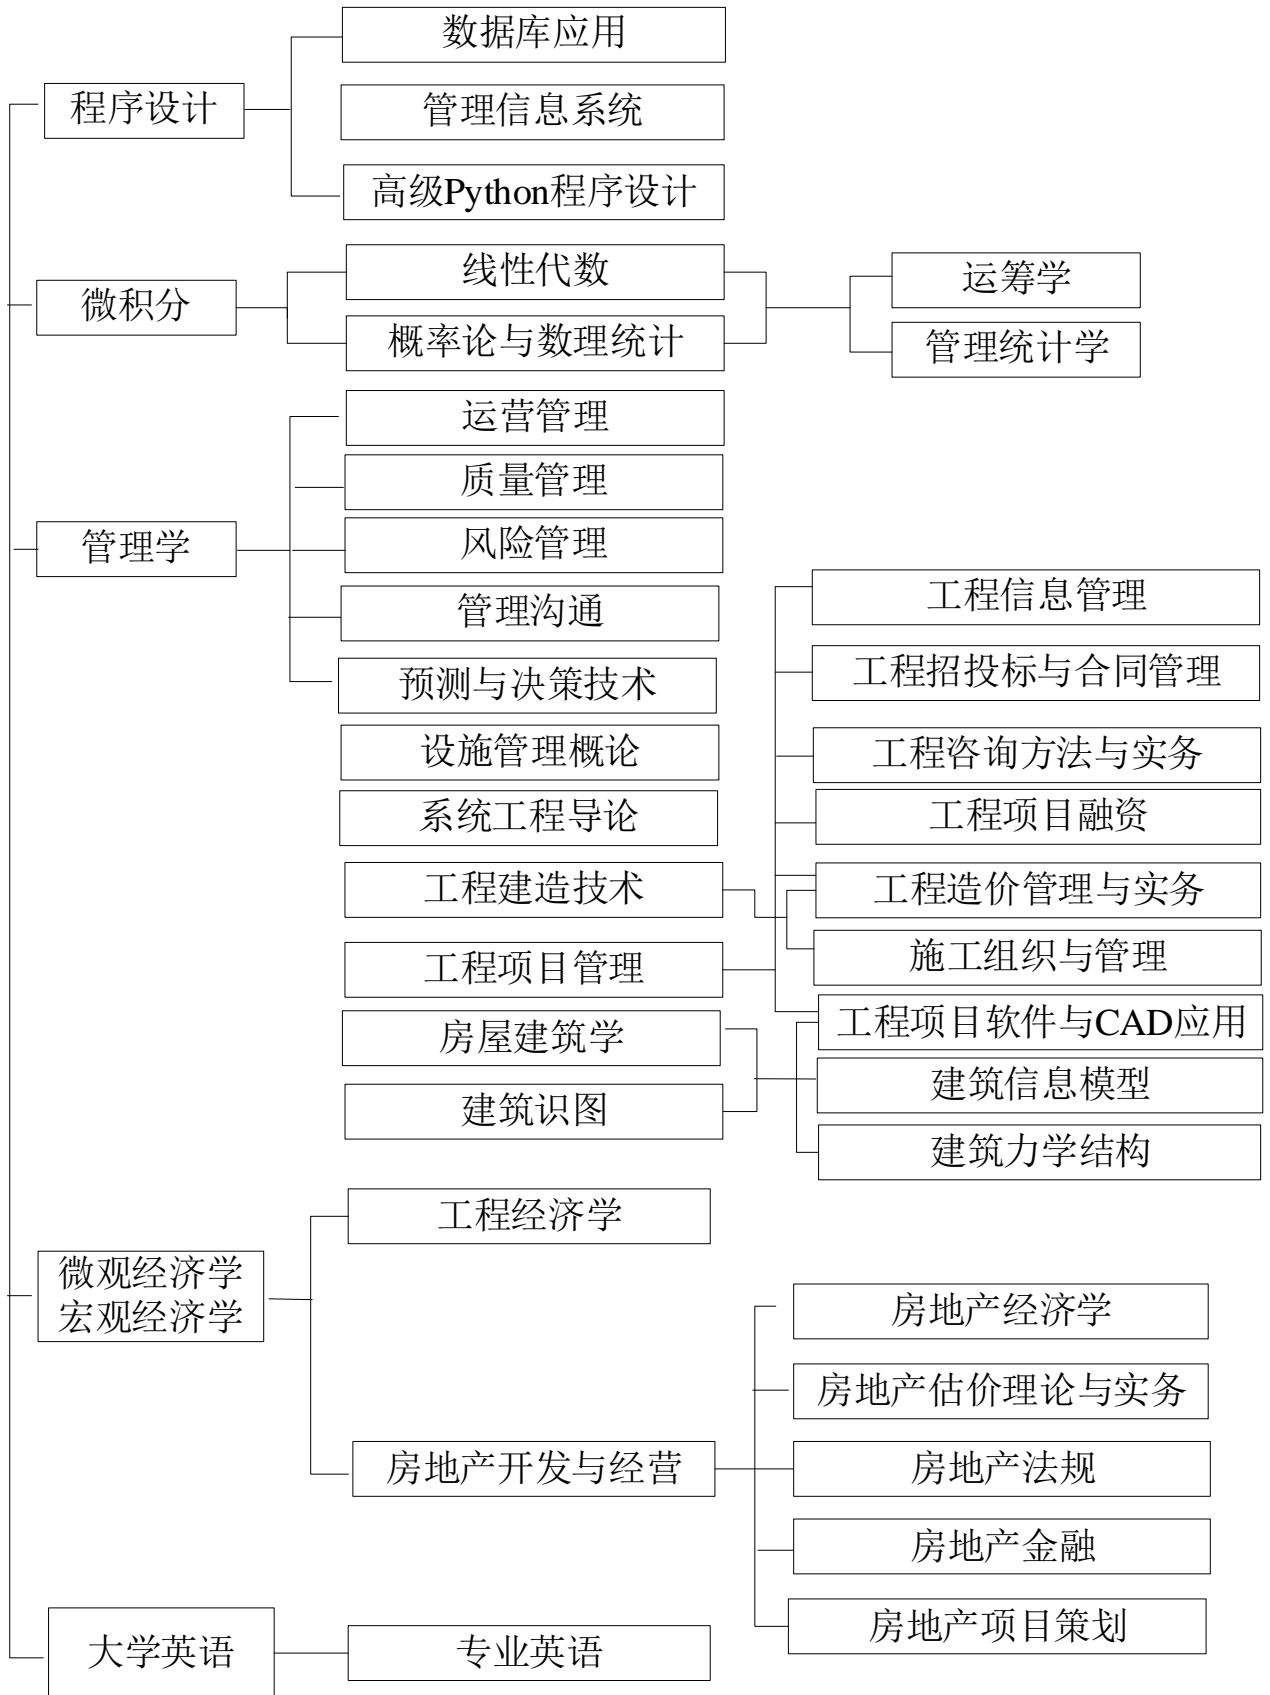 程序设计
数据库应用
管理信息系统
高级Python程序设计
微积分
线性代数
概率论与数理统计
运筹学
管理统计学
管理学
运营管理
质量管理
风险管理
管理沟通
预测与决策技术
设施管理概论
系统工程导论
工程建造技术
工程项目管理
房屋建筑学
建筑识图
工程信息管理
工程招投标与合同管理
工程咨询方法与实务
工程项目融资
工程造价管理与实务
施工组织与管理
工程项目软件与CAD应用
建筑信息模型
建筑力学结构
微观经济学
宏观经济学
工程经济学
房地产开发与经营
房地产经济学
房地产估价理论与实务
房地产法规
房地产金融
房地产项目策划
大学英语
专业英语